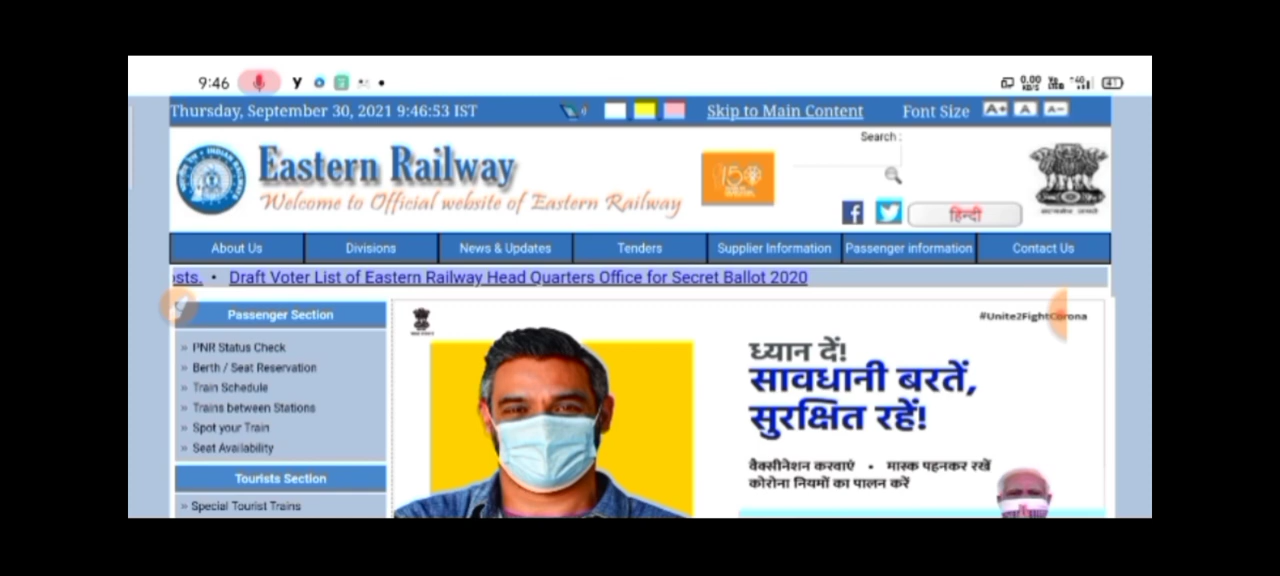 9:46
Thursday, September 30, 2021 9:46:53 IST
Skip to Main Content
Font Size A+ A A-
Search :
Eastern Railway
Welcome to Official website of Eastern Railway
हिन्दी
About Us Divisions News & Updates Tenders Supplier Information Passenger information Contact Us
sts. • Draft Voter List of Eastern Railway Head Quarters Office for Secret Ballot 2020
Passenger Section
» PNR Status Check
» Berth / Seat Reservation
» Train Schedule
» Trains between Stations
» Spot your Train
» Seat Availability
Tourists Section
» Special Tourist Trains
#Unite2FightCorona
ध्यान दें!
सावधानी बरतें,
सुरक्षित रहें!
वैक्सीनेशन करवाएं • मास्क पहनकर रखें
कोरोना नियमों का पालन करें